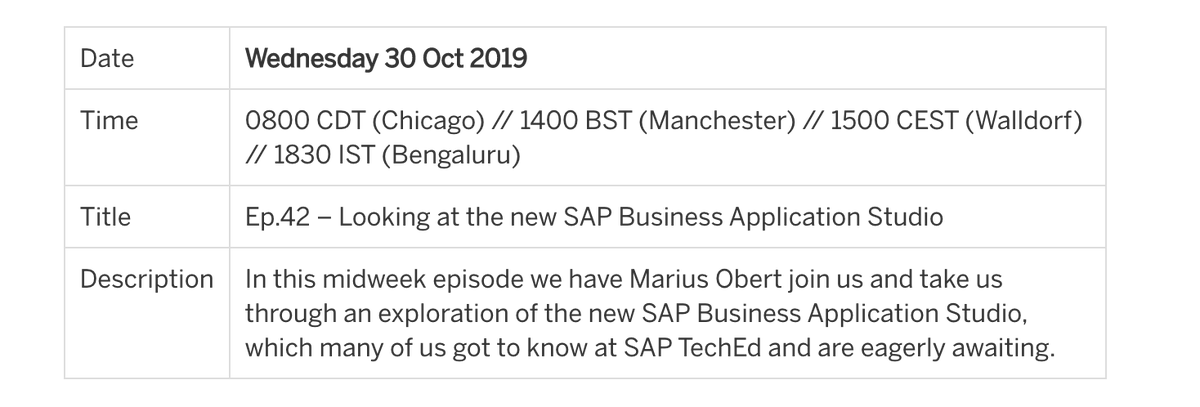 Date
Wednesday 30 Oct 2019
Time
0800 CDT (Chicago) // 1400 BST (Manchester) // 1500 CEST (Walldorf)
// 1830 IST (Bengaluru)
Title
Ep.42 – Looking at the new SAP Business Application Studio
Description
In this midweek episode we have Marius Obert join us and take us
through an exploration of the new SAP Business Application Studio,
which many of us got to know at SAP TechEd and are eagerly awaiting.